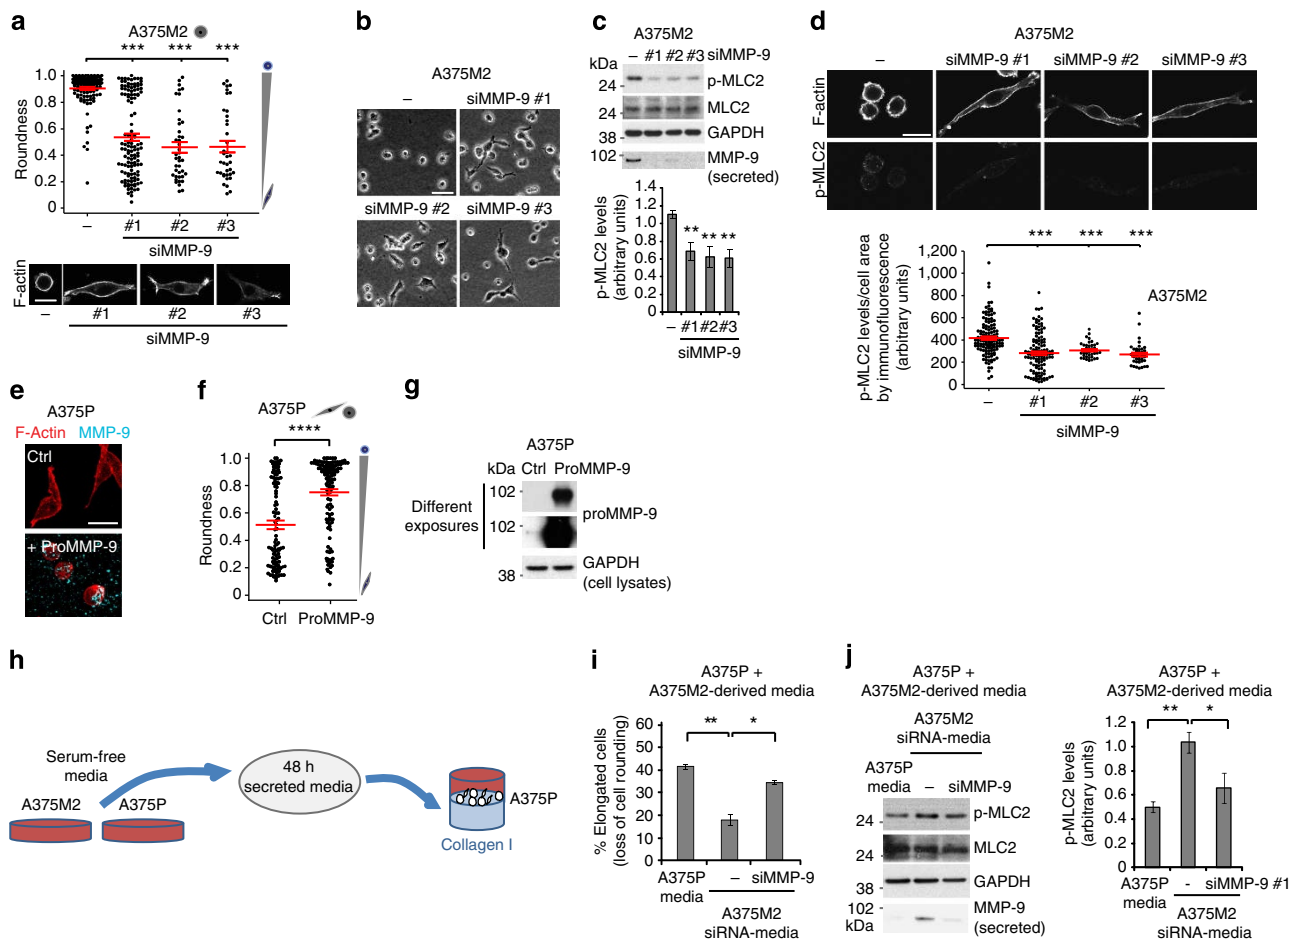 a
A375M2
*** *** ***
Roundness
1.0
0.8
0.6
0.4
0.2
0
– #1 #2 #3
siMMP-9
F-actin
– #1 #2 #3
siMMP-9
b
A375M2
– siMMP-9 #1
siMMP-9 #2 siMMP-9 #3
c
A375M2
– #1 #2 #3 siMMP-9
kDa
24 p-MLC2
24 MLC2
38 GAPDH
102 MMP-9
(secreted)
p-MLC2 levels
(arbitrary units)
1.4
1.2
1.0
0.8
0.6
0.4
0.2
0
** ** **
– #1 #2 #3
siMMP-9
d
A375M2
– siMMP-9 #1 siMMP-9 #2 siMMP-9 #3
F-actin
p-MLC2
p-MLC2 levels/cell area
by immunofluorescence
(arbitrary units)
1,200
1,000
800
600
400
200
0
*** *** ***
A375M2
– #1 #2 #3
siMMP-9
e
A375P
F-Actin MMP-9
Ctrl
+ ProMMP-9
f
A375P
****
Roundness
1.0
0.8
0.6
0.4
0.2
0
Ctrl ProMMP-9
g
A375P
kDa Ctrl ProMMP-9
Different
exposures
102
102
proMMP-9
38
GAPDH
(cell lysates)
h
Serum-free
media
A375M2 A375P
48 h
secreted media
A375P
Collagen I
i
A375P +
A375M2-derived media
% Elongated cells
(loss of cell rounding)
60
50
40
30
20
10
0
** *
A375P
media
– siMMP-9
A375M2
siRNA-media
j
A375P +
A375M2-derived media
A375M2
siRNA-media
A375P
media – siMMP-9
24 p-MLC2
24 MLC2
38 GAPDH
102
kDa
MMP-9
(secreted)
A375P +
A375M2-derived media
p-MLC2 levels
(arbitrary units)
1.2
1.0
0.8
0.6
0.4
0.2
0
** *
A375P
media
- siMMP-9 #1
A375M2
siRNA-media